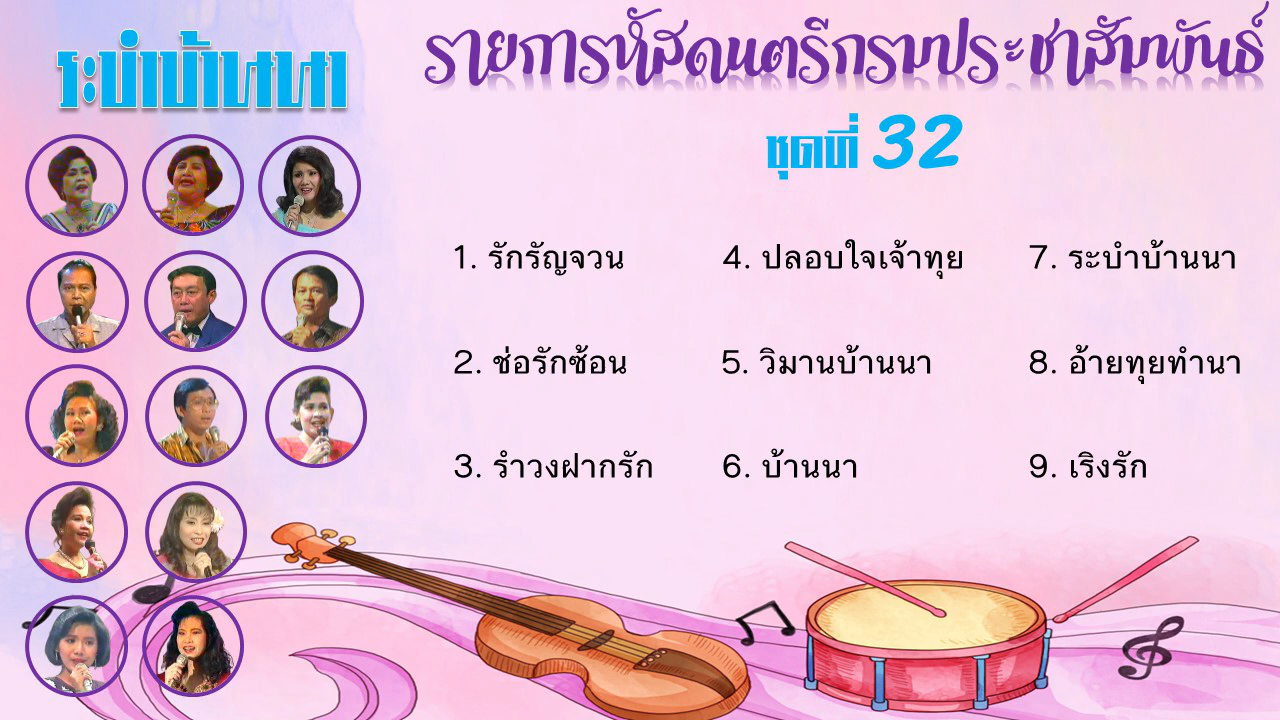 ระบำบ้านนา
รายการหัสดนตรีกรมประชาสัมพันธ์
ชุดที่ 32
1. รักรัญจวน
2. ช่อรักซ้อน
3. รำวงฝากรัก
4. ปลอบใจเจ้าทุย
5. วิมานบ้านนา
6. บ้านนา
7. ระบำบ้านนา
8. อ้ายทุยทำนา
9. เริงรัก